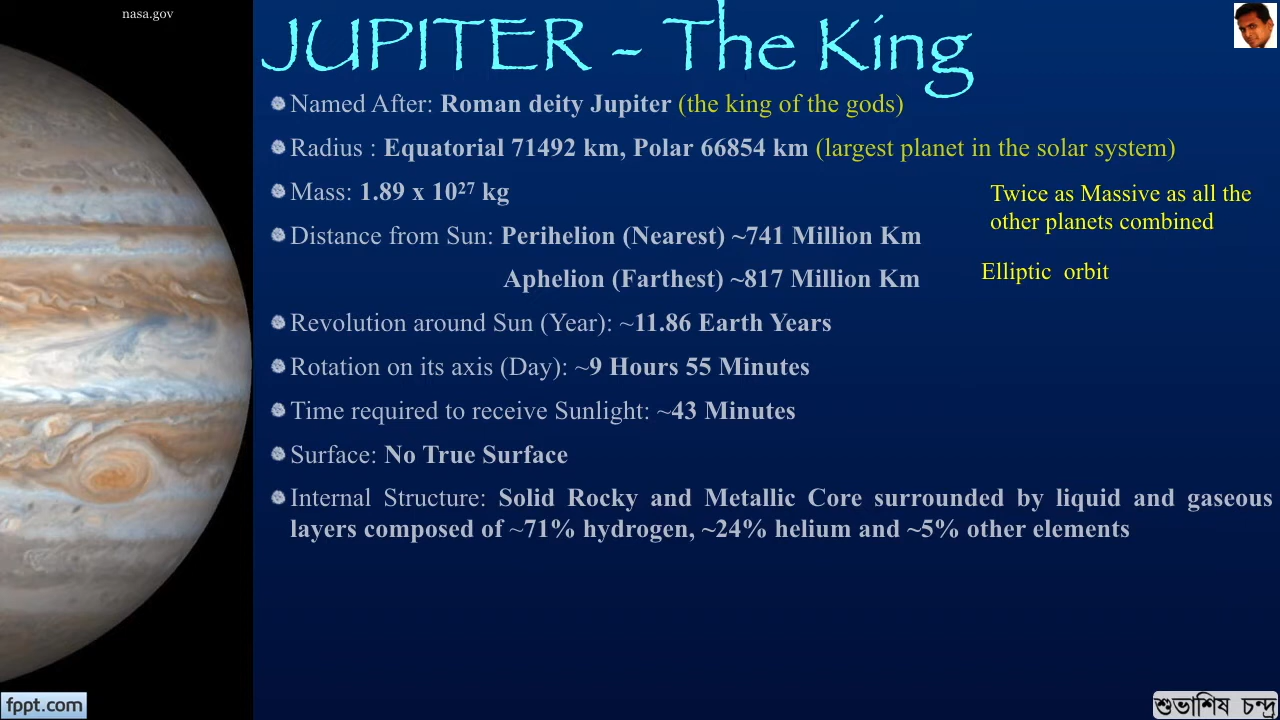 nasa.gov
JUPITER - The King
Named After: Roman deity Jupiter (the king of the gods)
Radius : Equatorial 71492 km, Polar 66854 km (largest planet in the solar system)
Mass: 1.89 x 10²⁷ kg
Twice as Massive as all the
other planets combined
Distance from Sun: Perihelion (Nearest) ~741 Million Km
Aphelion (Farthest) ~817 Million Km
Elliptic orbit
Revolution around Sun (Year): ~11.86 Earth Years
Rotation on its axis (Day): ~9 Hours 55 Minutes
Time required to receive Sunlight: ~43 Minutes
Surface: No True Surface
Internal Structure: Solid Rocky and Metallic Core surrounded by liquid and gaseous
layers composed of ~71% hydrogen, ~24% helium and ~5% other elements
fppt.com
শুভাশিষ চন্দ্র